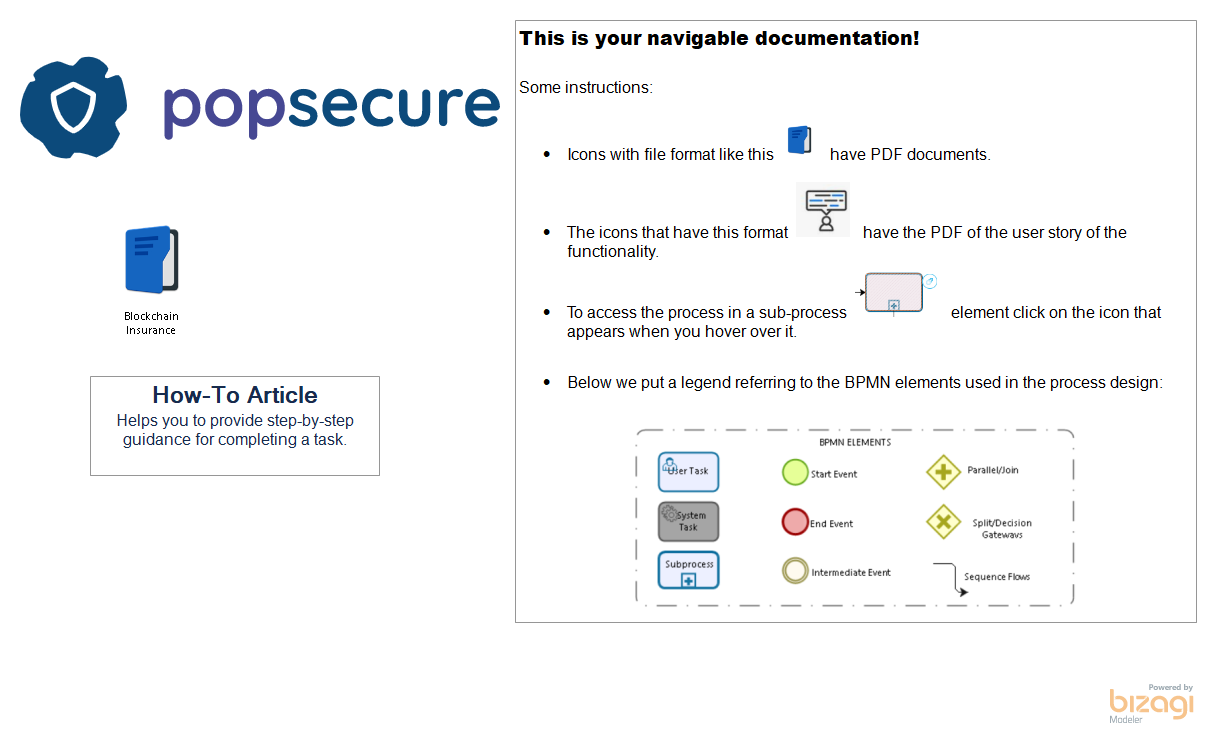 popsecure
Blockchain
Insurance
How-To Article
Helps you to provide step-by-step
guidance for completing a task.
This is your navigable documentation!
Some instructions:
• Icons with file format like this have PDF documents.
• The icons that have this format have the PDF of the user story of the
functionality.
• To access the process in a sub-process element click on the icon that
appears when you hover over it.
• Below we put a legend referring to the BPMN elements used in the process design:
BPMN ELEMENTS
User Task
Start Event
Parallel/Join
System
Task
End Event
Split/Decision
Gateways
Subprocess
Intermediate Event
Sequence Flows
Powered by
bizagi
Modeler